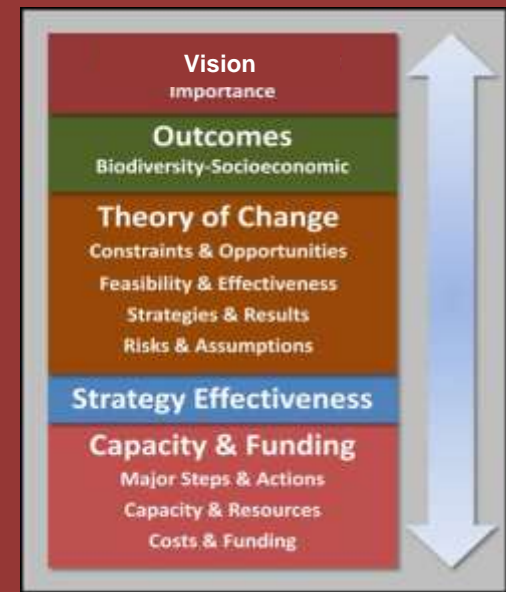 Vision
Importance
Outcomes
Biodiversity-Socioeconomic
Theory of Change
Constraints & Opportunities
Feasibility & Effectiveness
Strategies & Results
Risks & Assumptions
Strategy Effectiveness
Capacity & Funding
Major Steps & Actions
Capacity & Resources
Costs & Funding